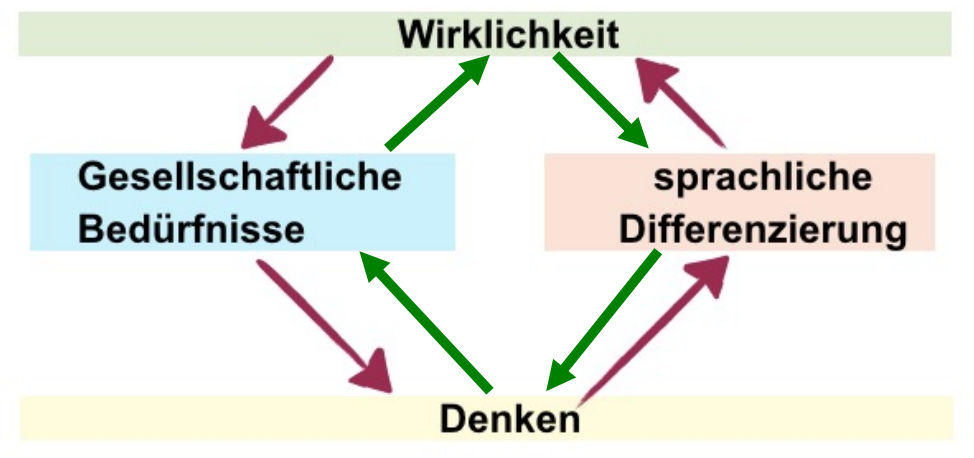 Wirklichkeit
Gesellschaftliche
Bedürfnisse
sprachliche
Differenzierung
Denken